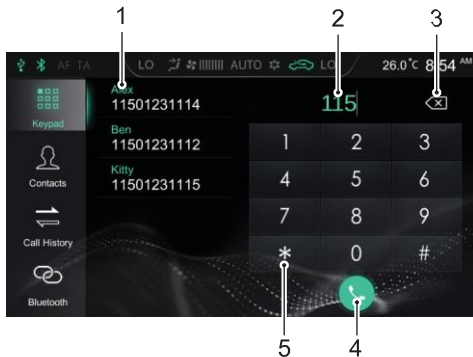 1 2 3
AF TA LO AUTO LO 26.0°C 8:54 AM
Keypad
Contacts
Call History
Bluetooth
Alex
11501231114
Ben
11501231112
Kitty
11501231115
115
1 2 3
4 5 6
7 8 9
* 0 #
5 4